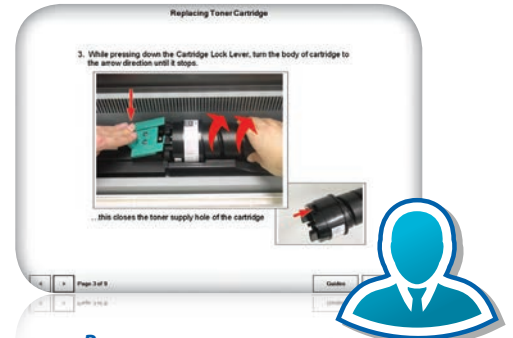 Replacing Toner Cartridge
3. While pressing down the Cartridge Lock Lever, turn the body of cartridge to
the arrow direction until it stops.
...this closes the toner supply hole of the cartridge
< > Page 3 of 9
Guides